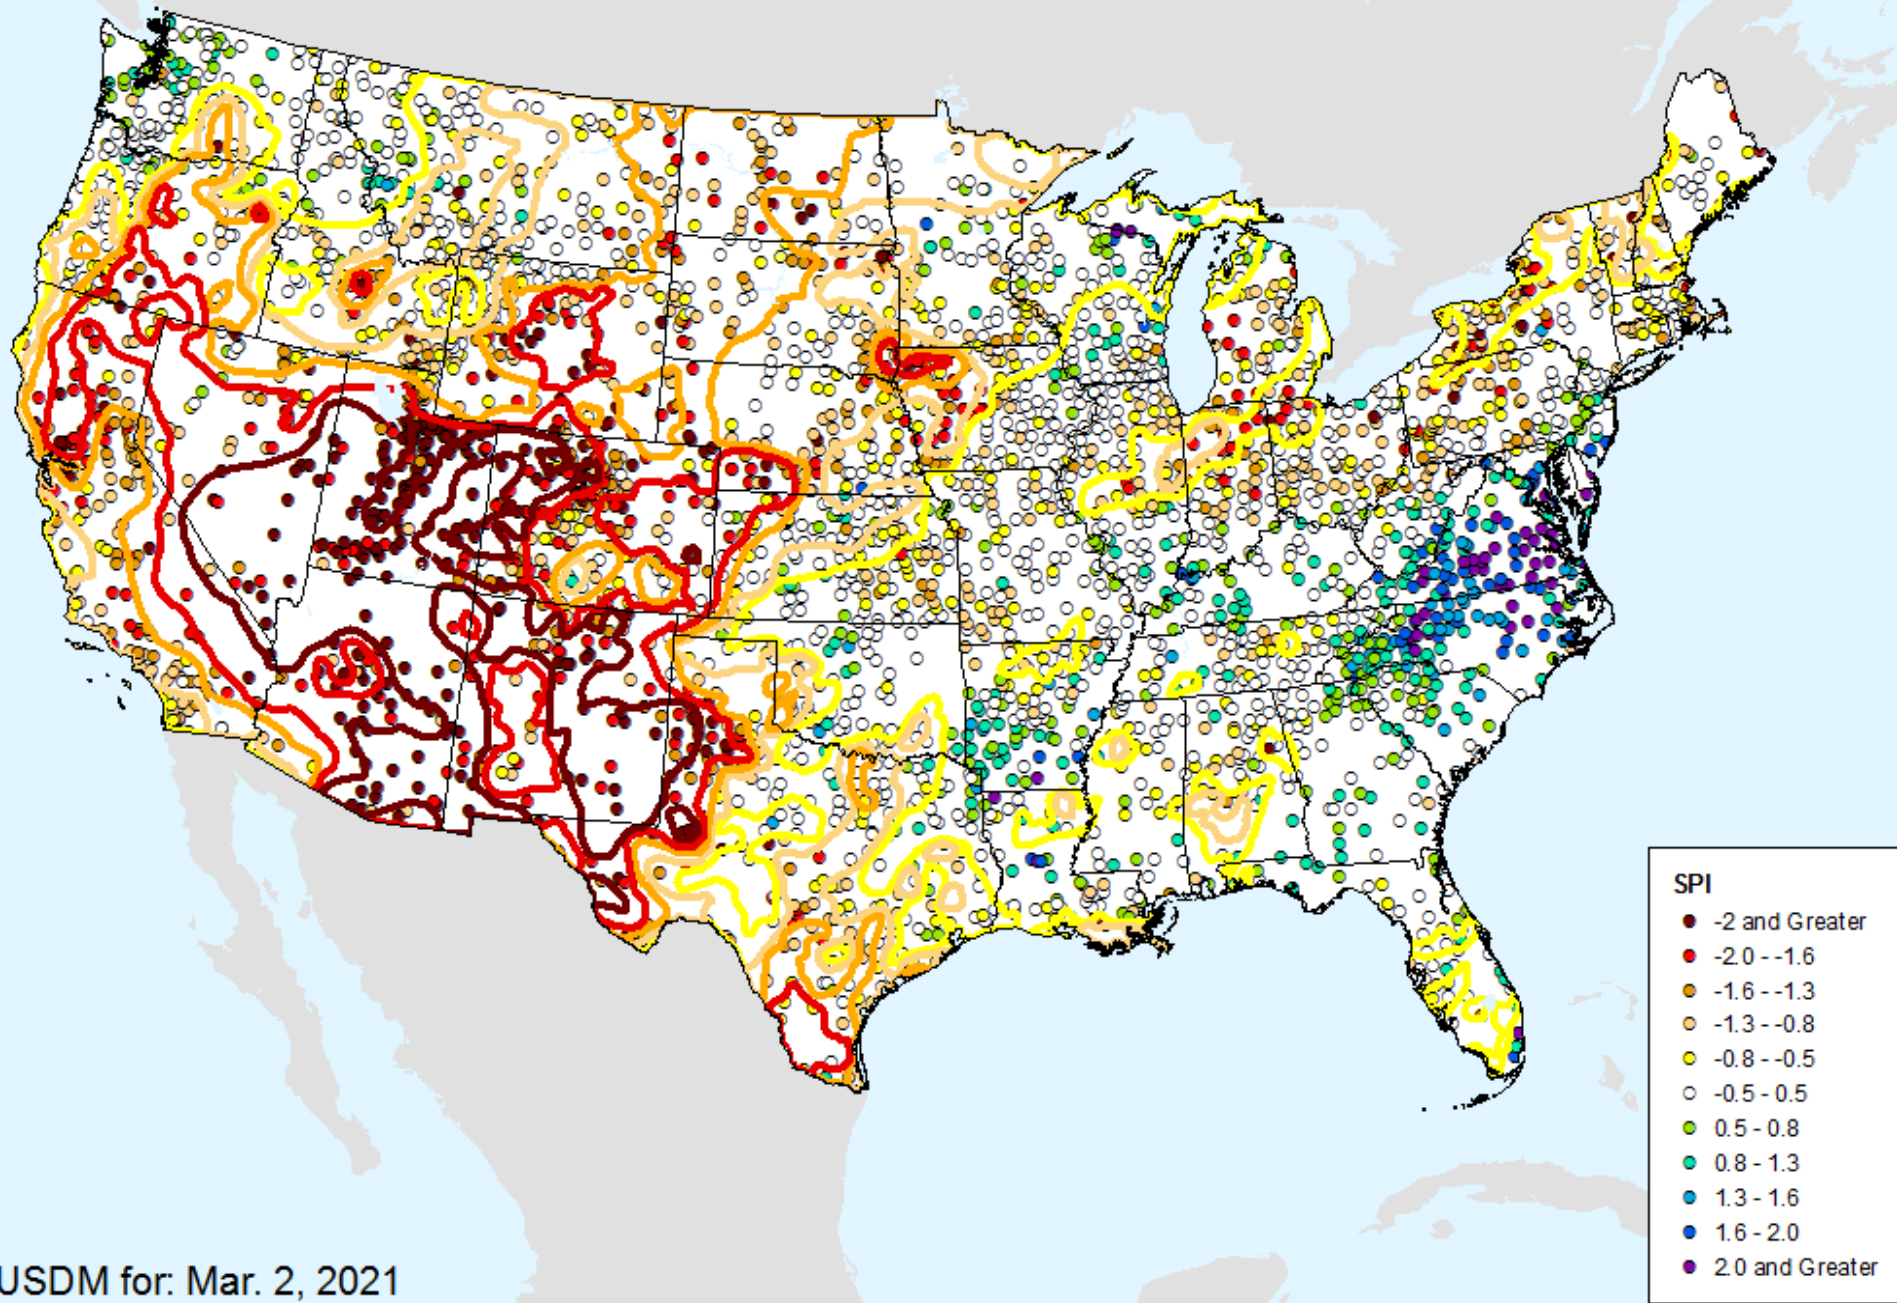 SPI
-2 and Greater
-2.0 - -1.6
-1.6 - -1.3
-1.3 - -0.8
-0.8 - -0.5
-0.5 - 0.5
0.5 - 0.8
0.8 - 1.3
1.3 - 1.6
1.6 - 2.0
2.0 and Greater
USDM for: Mar. 2, 2021